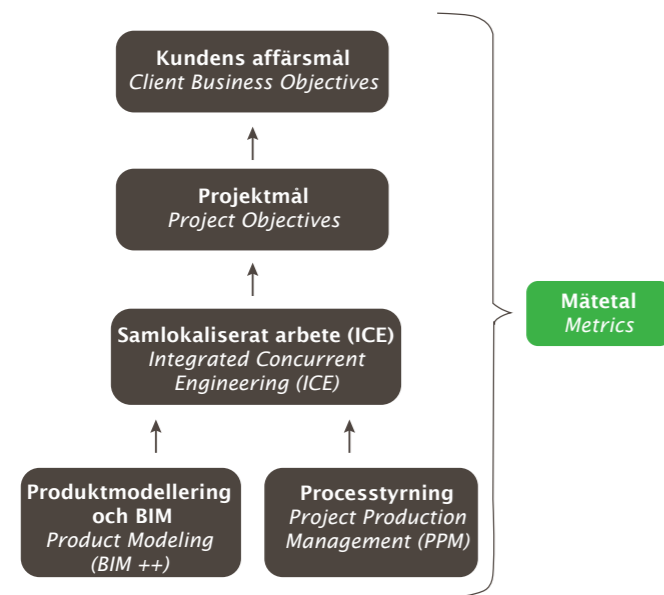 Kundens affärsmål
Client Business Objectives
Projektmål
Project Objectives
Samlokaliserat arbete (ICE)
Integrated Concurrent
Engineering (ICE)
Mätetal
Metrics
Produktmodellering
och BIM
Product Modeling
(BIM ++)
Processtyrning
Project Production
Management (PPM)